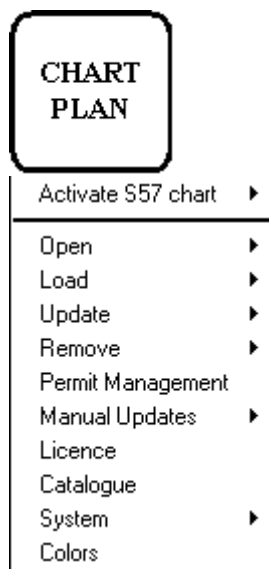 CHART
PLAN
Activate S57 chart
Open
Load
Update
Remove
Permit Management
Manual Updates
Licence
Catalogue
System
Colors